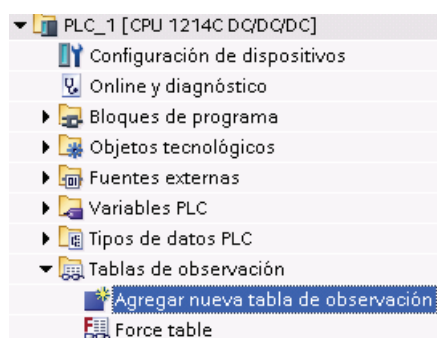 PLC_1 [CPU 1214C DC/DC/DC]
Configuración de dispositivos
Online y diagnóstico
Bloques de programa
Objetos tecnológicos
Fuentes externas
Variables PLC
Tipos de datos PLC
Tablas de observación
Agregar nueva tabla de observación
Force table